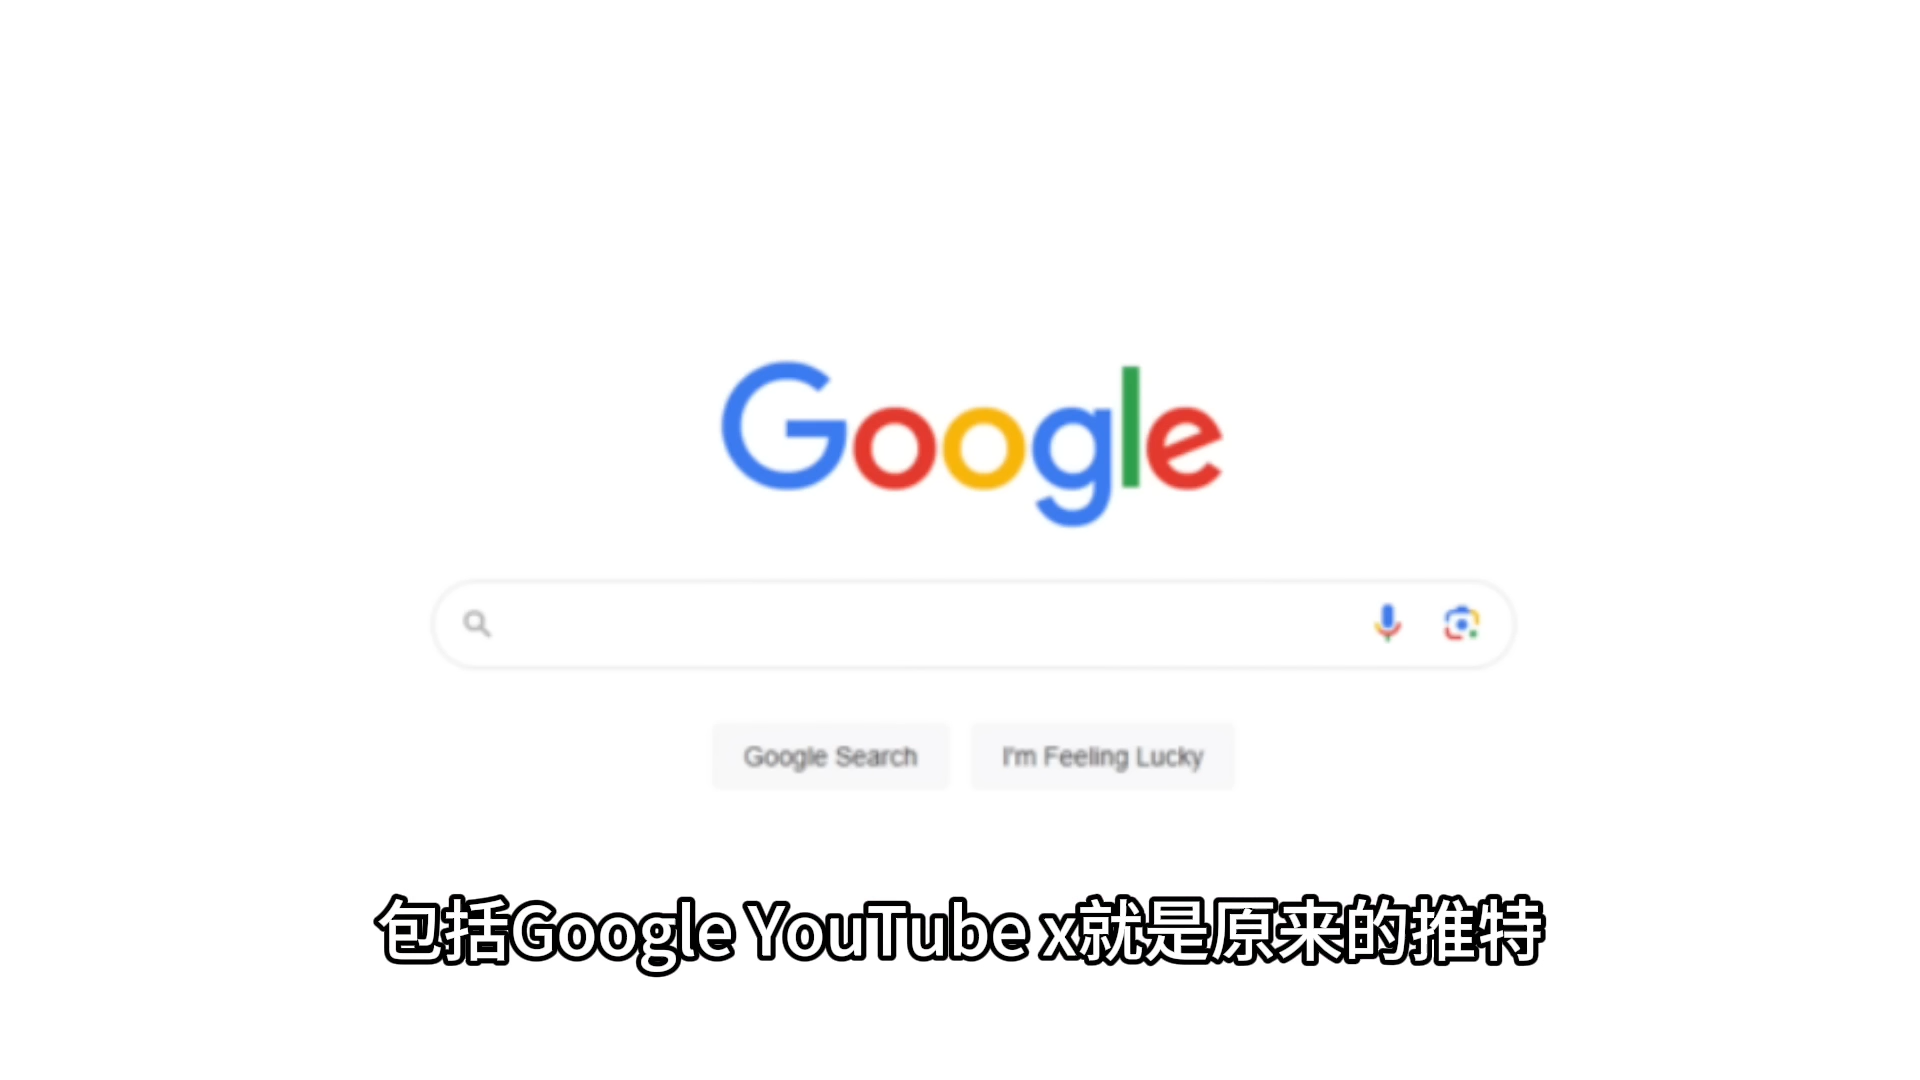 Google
Google Search
I'm Feeling Lucky
包括Google YouTube x就是原来的推特